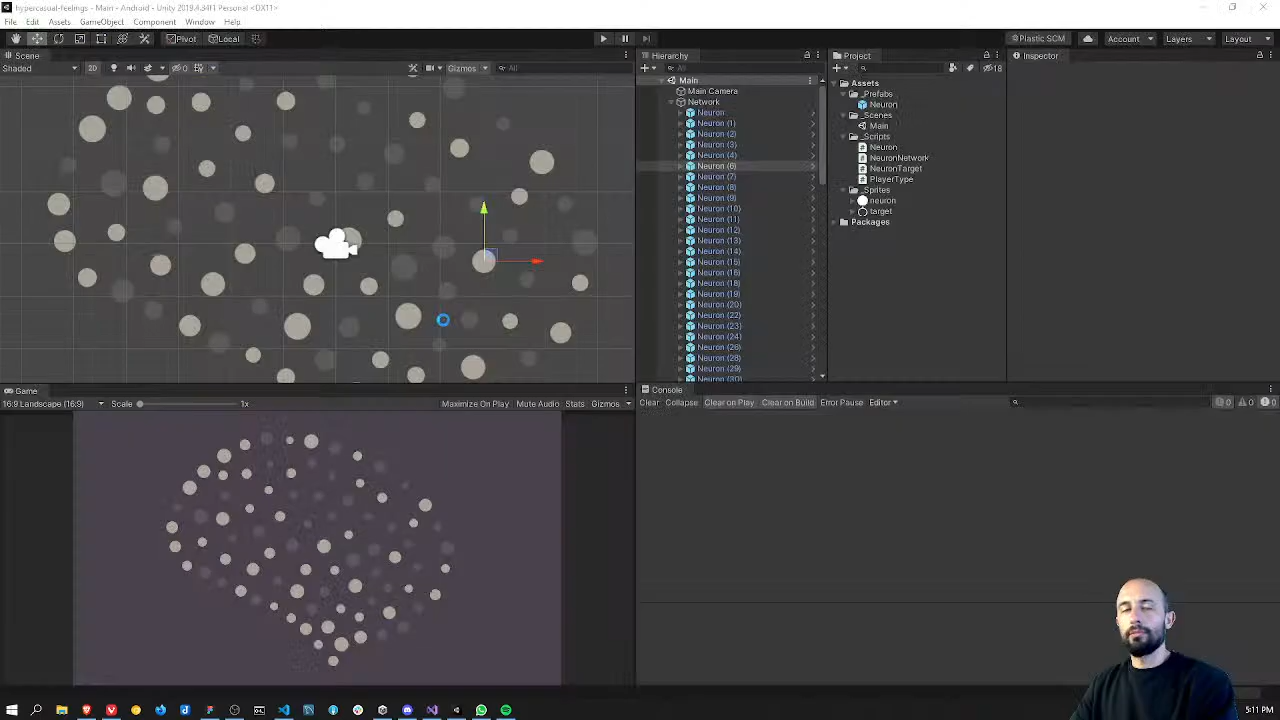 hypercasual-feelings - Main - Android - Unity 2019.4.34f1 Personal <DX11>
File Edit Assets GameObject Component Window Help
Pivot Local
Plastic SCM Account Layers Layout
Scene
Shaded 2D 0 Gizmos All
Hierarchy
All
Main
Main Camera
Network
Neuron
Neuron (1)
Neuron (2)
Neuron (3)
Neuron (4)
Neuron (6)
Neuron (7)
Neuron (8)
Neuron (9)
Neuron (10)
Neuron (11)
Neuron (12)
Neuron (13)
Neuron (14)
Neuron (15)
Neuron (16)
Neuron (18)
Neuron (19)
Neuron (20)
Neuron (22)
Neuron (23)
Neuron (24)
Neuron (26)
Neuron (28)
Neuron (29)
Neuron (30)
Project
18
Assets
_Prefabs
Neuron
_Scenes
Main
_Scripts
Neuron
NeuronNetwork
NeuronTarget
PlayerType
_Sprites
neuron
target
Packages
Inspector
Game
16:9 Landscape (16:9) Scale 1x Maximize On Play Mute Audio Stats Gizmos
Console
Clear Collapse Clear on Play Clear on Build Error Pause Editor 0 0 0
5:11 PM